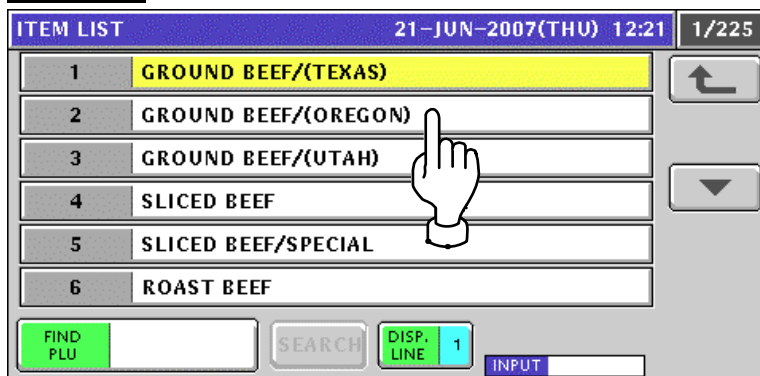 ITEM LIST 21-JUN-2007(THU) 12:21 1/225
1 GROUND BEEF/(TEXAS)
2 GROUND BEEF/(OREGON)
3 GROUND BEEF/(UTAH)
4 SLICED BEEF
5 SLICED BEEF/SPECIAL
6 ROAST BEEF
FIND PLU SEARCH DISP. LINE 1
INPUT